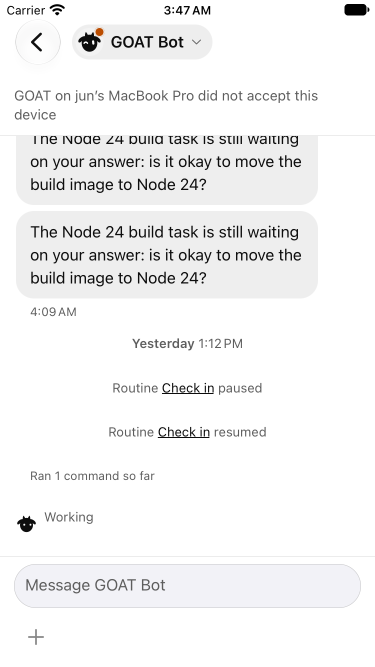 Carrier 3:47 AM
GOAT Bot
GOAT on jun’s MacBook Pro did not accept this
device
The Node 24 build task is still waiting
on your answer: is it okay to move the
build image to Node 24?
The Node 24 build task is still waiting
on your answer: is it okay to move the
build image to Node 24?
4:09 AM
Yesterday 1:12 PM
Routine Check in paused
Routine Check in resumed
Ran 1 command so far
Working
Message GOAT Bot